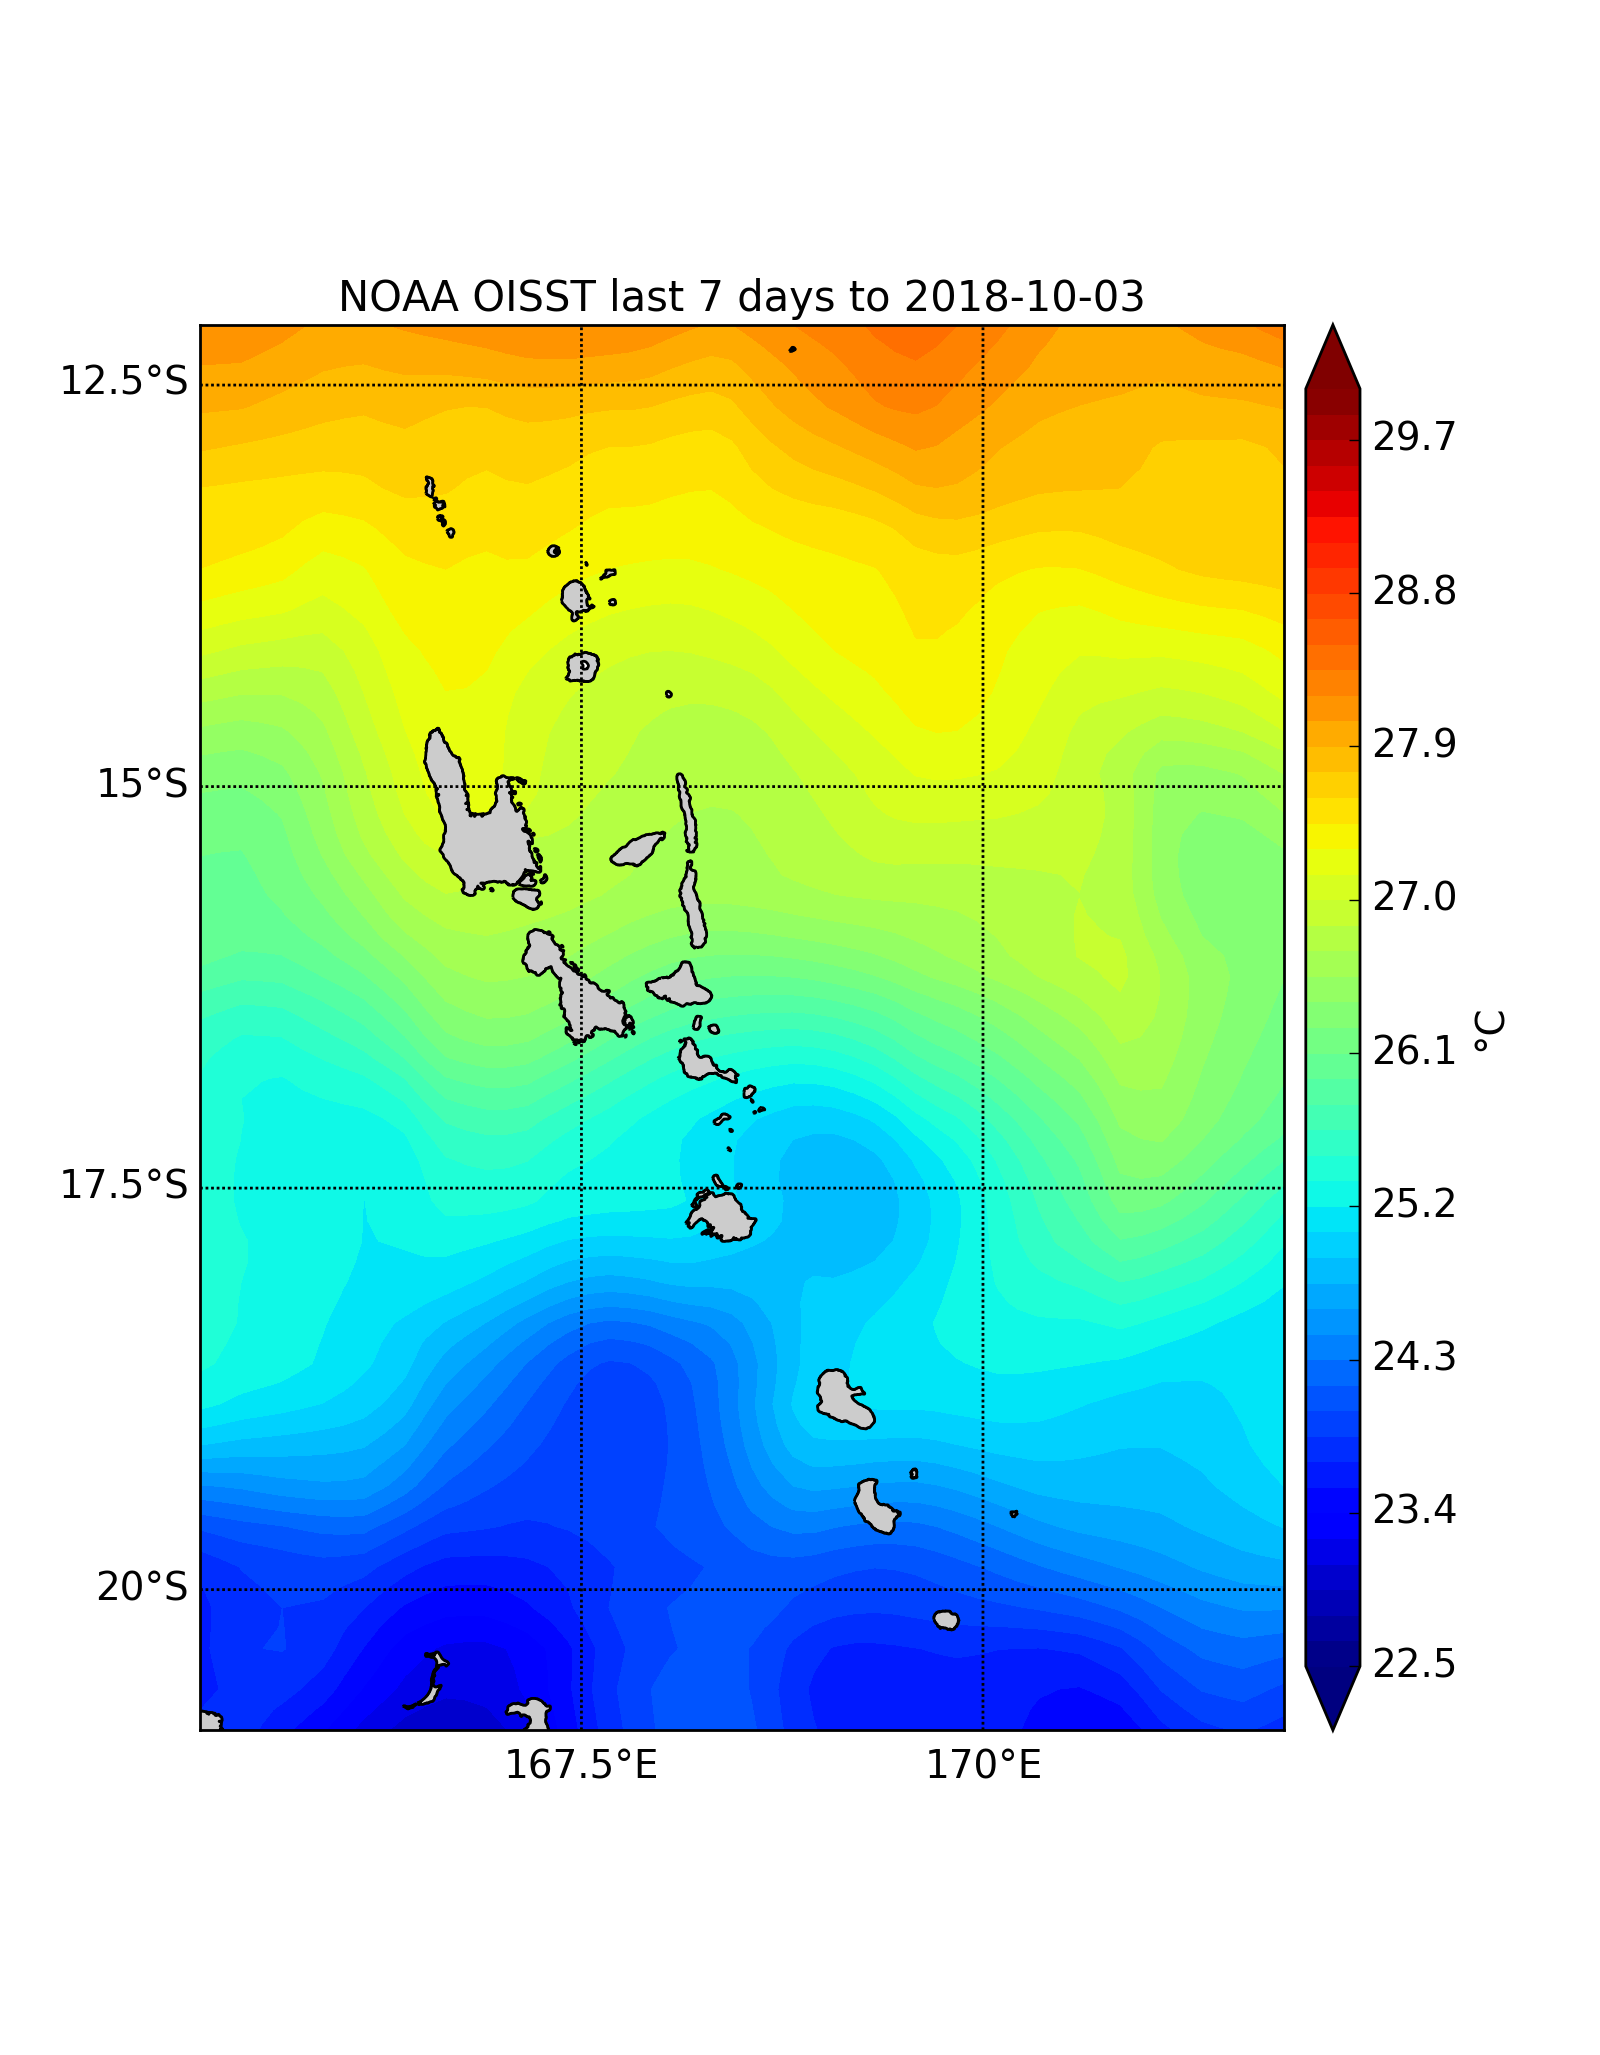 NOAA OISST last 7 days to 2018-10-03
12.5°S
15°S
17.5°S
20°S
167.5°E
170°E
29.7
28.8
27.9
27.0
26.1
25.2
24.3
23.4
22.5
°C